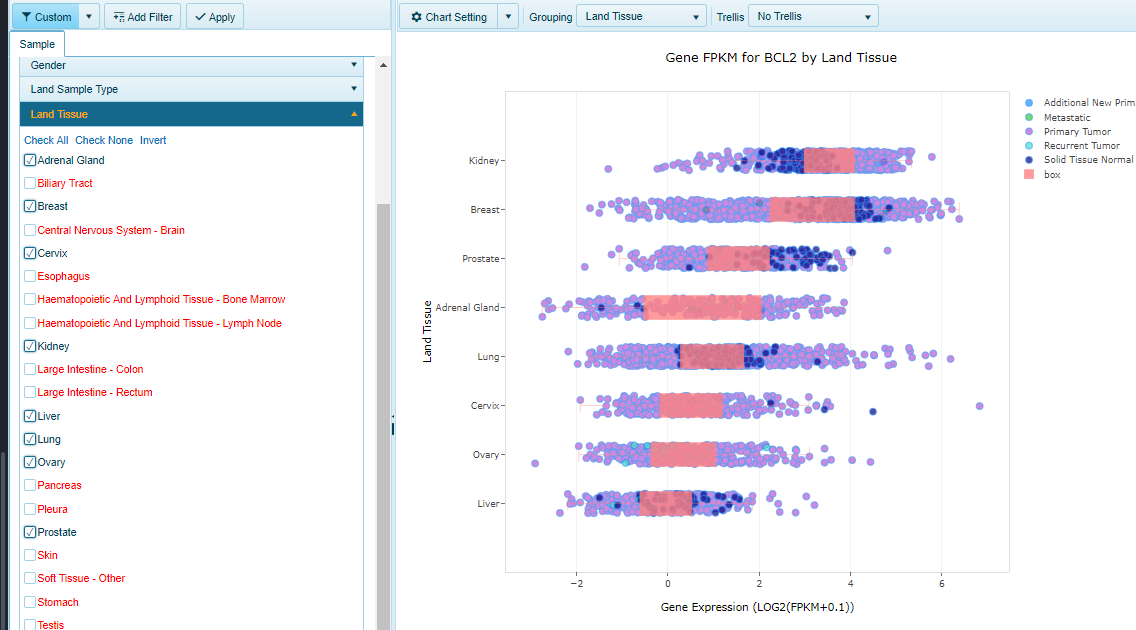 Custom
Add Filter
Apply
Sample
Gender
Land Sample Type
Land Tissue
Check All Check None Invert
Adrenal Gland
Biliary Tract
Breast
Central Nervous System - Brain
Cervix
Esophagus
Haematopoietic And Lymphoid Tissue - Bone Marrow
Haematopoietic And Lymphoid Tissue - Lymph Node
Kidney
Large Intestine - Colon
Large Intestine - Rectum
Liver
Lung
Ovary
Pancreas
Pleura
Prostate
Skin
Soft Tissue - Other
Stomach
Testis
Chart Setting
Grouping
Land Tissue
Trellis
No Trellis
Gene FPKM for BCL2 by Land Tissue
Land Tissue
Kidney
Breast
Prostate
Adrenal Gland
Lung
Cervix
Ovary
Liver
−2 0 2 4 6
Gene Expression (LOG2(FPKM+0.1))
Additional New Prim
Metastatic
Primary Tumor
Recurrent Tumor
Solid Tissue Normal
box